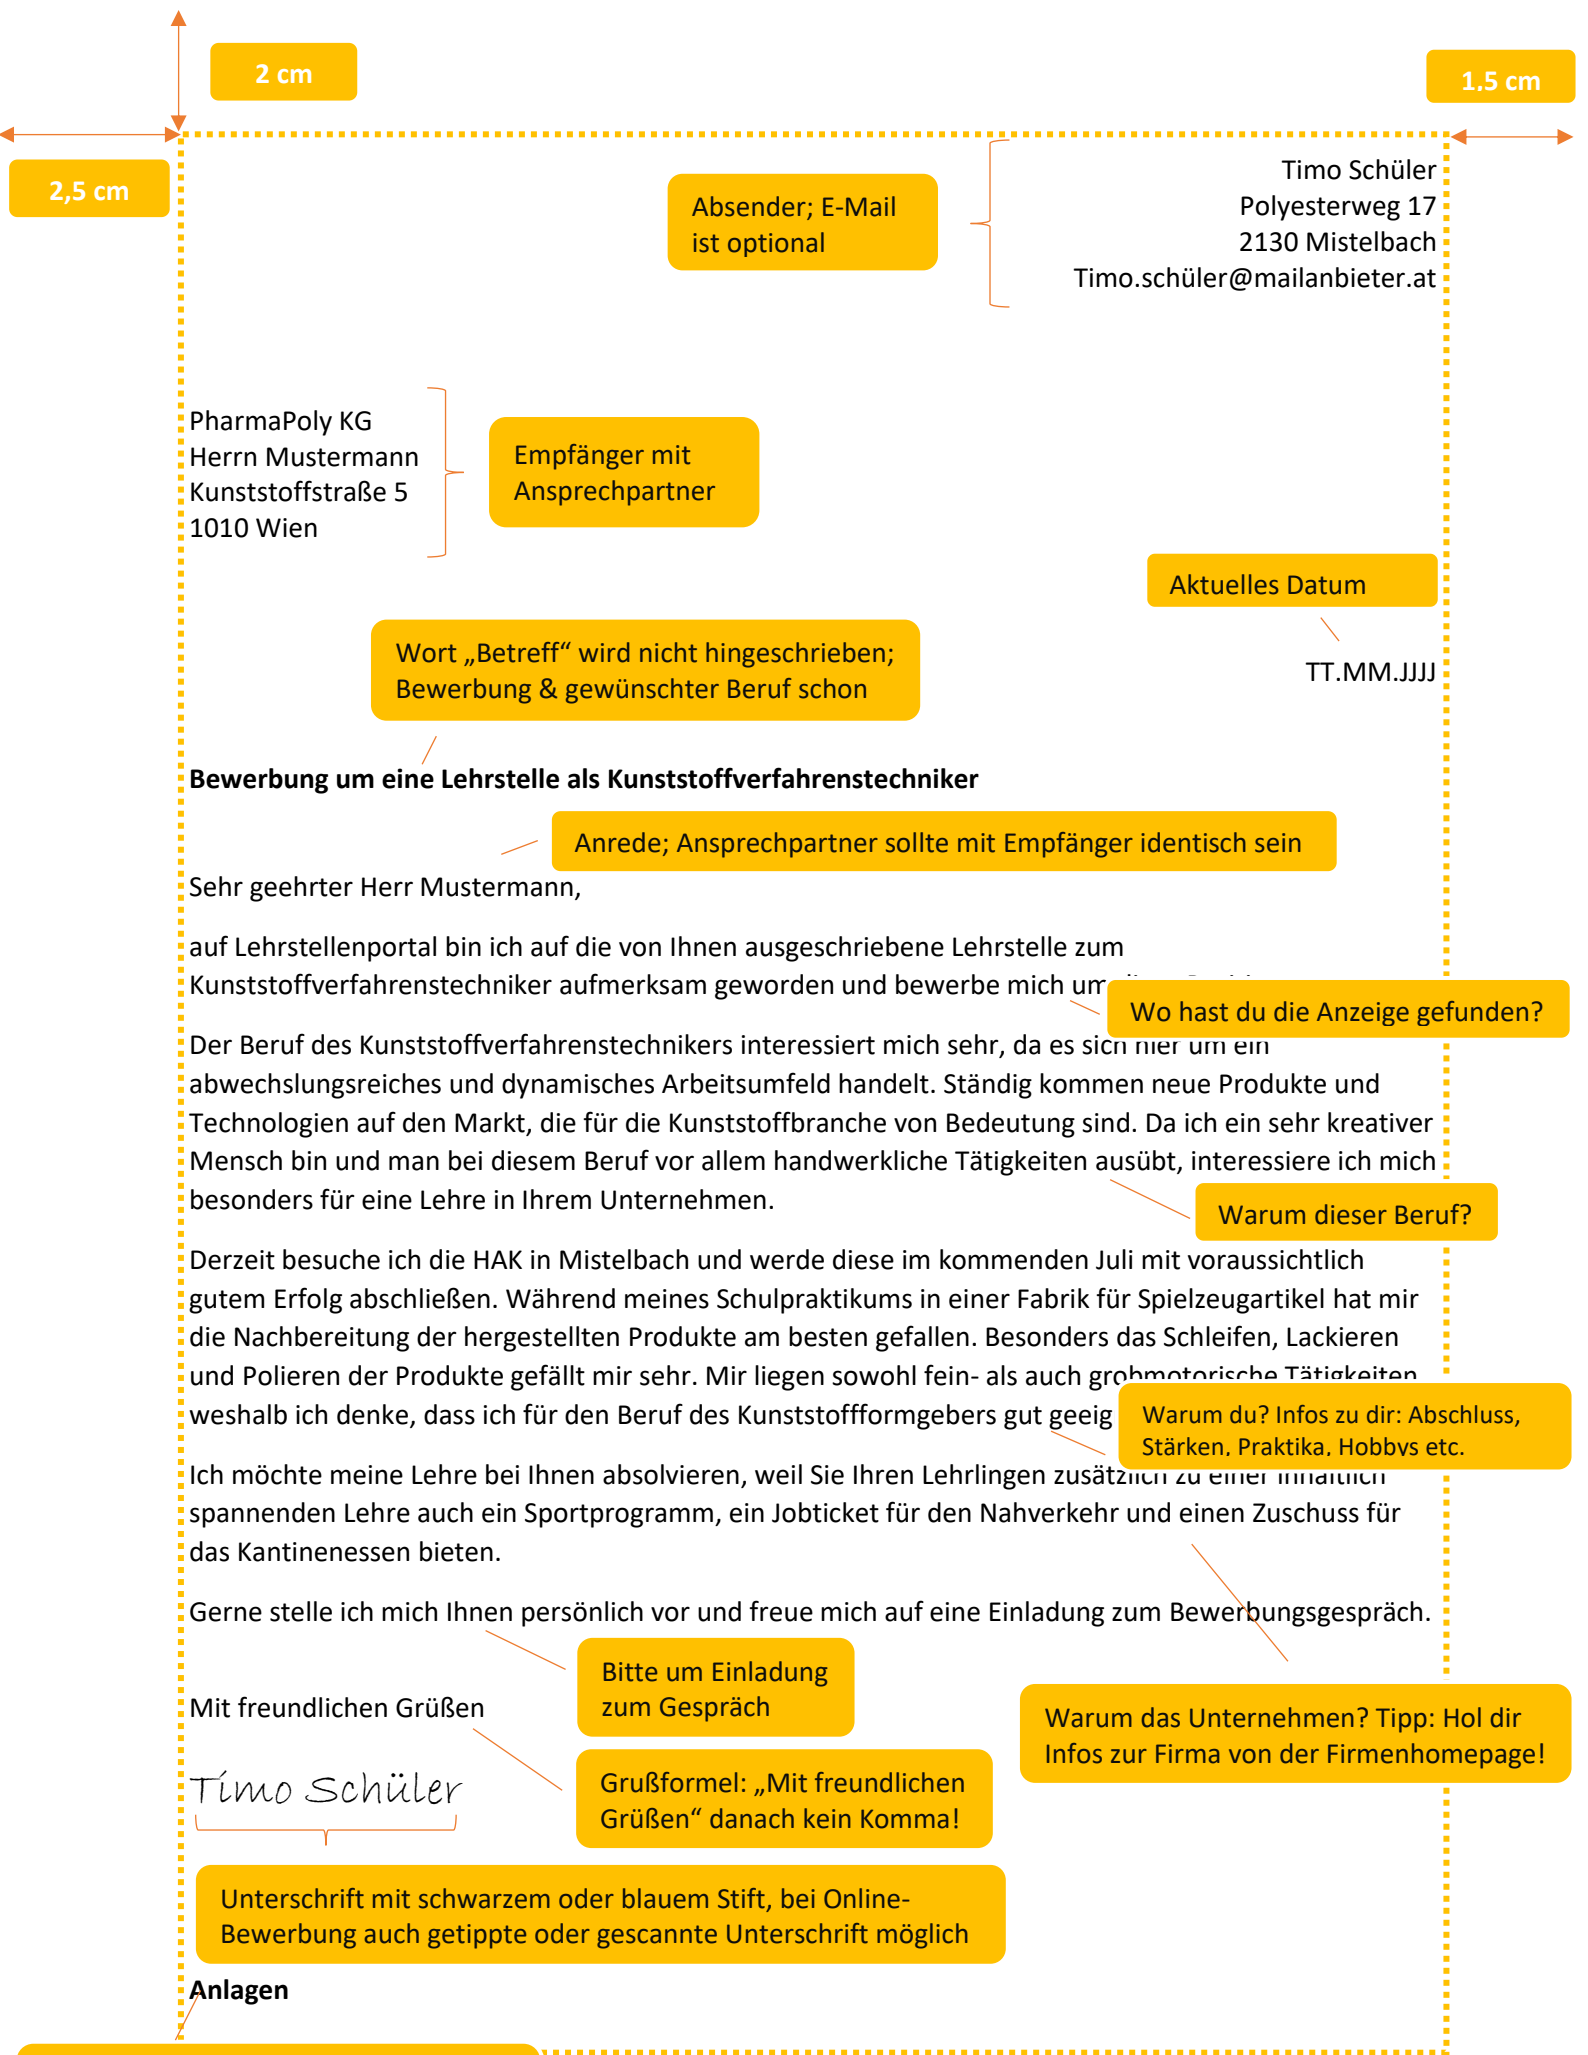 2 cm
1,5 cm
2,5 cm
Absender; E-Mail
ist optional
Timo Schüler
Polyesterweg 17
2130 Mistelbach
Timo.schüler@mailanbieter.at
PharmaPoly KG
Herrn Mustermann
Kunststoffstraße 5
1010 Wien
Empfänger mit
Ansprechpartner
Aktuelles Datum
TT.MM.JJJJ
Wort „Betreff“ wird nicht hingeschrieben;
Bewerbung & gewünschter Beruf schon
Bewerbung um eine Lehrstelle als Kunststoffverfahrenstechniker
Anrede; Ansprechpartner sollte mit Empfänger identisch sein
Sehr geehrter Herr Mustermann,
auf Lehrstellenportal bin ich auf die von Ihnen ausgeschriebene Lehrstelle zum
Kunststoffverfahrenstechniker aufmerksam geworden und bewerbe mich um
Wo hast du die Anzeige gefunden?
Der Beruf des Kunststoffverfahrenstechnikers interessiert mich sehr, da es sich hier um ein
abwechslungsreiches und dynamisches Arbeitsumfeld handelt. Ständig kommen neue Produkte und
Technologien auf den Markt, die für die Kunststoffbranche von Bedeutung sind. Da ich ein sehr kreativer
Mensch bin und man bei diesem Beruf vor allem handwerkliche Tätigkeiten ausübt, interessiere ich mich
besonders für eine Lehre in Ihrem Unternehmen.
Warum dieser Beruf?
Derzeit besuche ich die HAK in Mistelbach und werde diese im kommenden Juli mit voraussichtlich
gutem Erfolg abschließen. Während meines Schulpraktikums in einer Fabrik für Spielzeugartikel hat mir
die Nachbereitung der hergestellten Produkte am besten gefallen. Besonders das Schleifen, Lackieren
und Polieren der Produkte gefällt mir sehr. Mir liegen sowohl fein- als auch grobmotorische Tätigkeiten
weshalb ich denke, dass ich für den Beruf des Kunststoffformgebers gut geeig
Warum du? Infos zu dir: Abschluss,
Stärken, Praktika, Hobbys etc.
Ich möchte meine Lehre bei Ihnen absolvieren, weil Sie Ihren Lehrlingen zusätzlich zu einer inhaltlich
spannenden Lehre auch ein Sportprogramm, ein Jobticket für den Nahverkehr und einen Zuschuss für
das Kantinenessen bieten.
Gerne stelle ich mich Ihnen persönlich vor und freue mich auf eine Einladung zum Bewerbungsgespräch.
Bitte um Einladung
zum Gespräch
Mit freundlichen Grüßen
Warum das Unternehmen? Tipp: Hol dir
Infos zur Firma von der Firmenhomepage!
Timo Schüler
Grußformel: „Mit freundlichen
Grüßen“ danach kein Komma!
Unterschrift mit schwarzem oder blauem Stift, bei Online-
Bewerbung auch getippte oder gescannte Unterschrift möglich
Anlagen